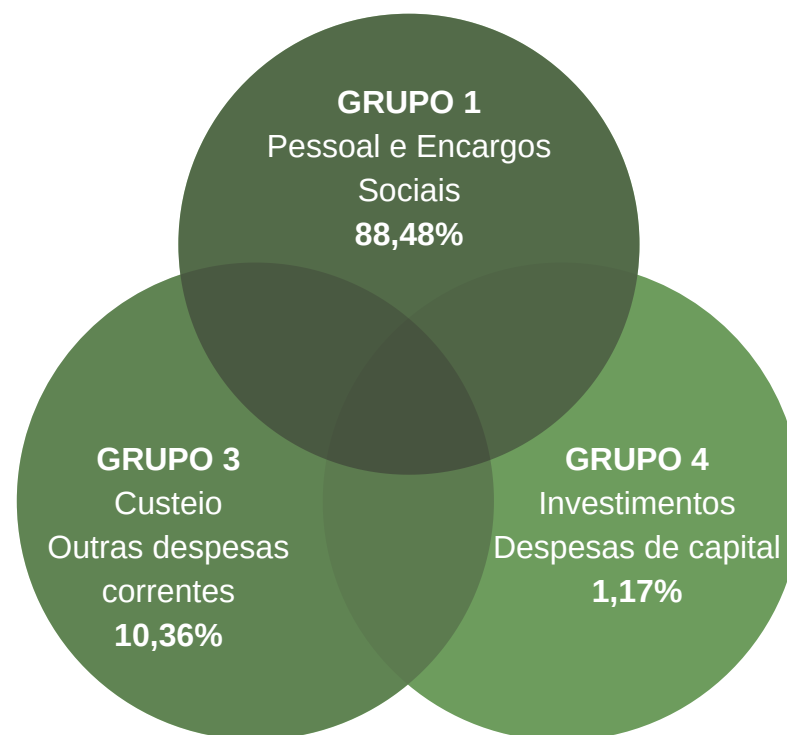 GRUPO 1
Pessoal e Encargos
Sociais
88,48%
GRUPO 3
Custeio
Outras despesas
correntes
10,36%
GRUPO 4
Investimentos
Despesas de capital
1,17%